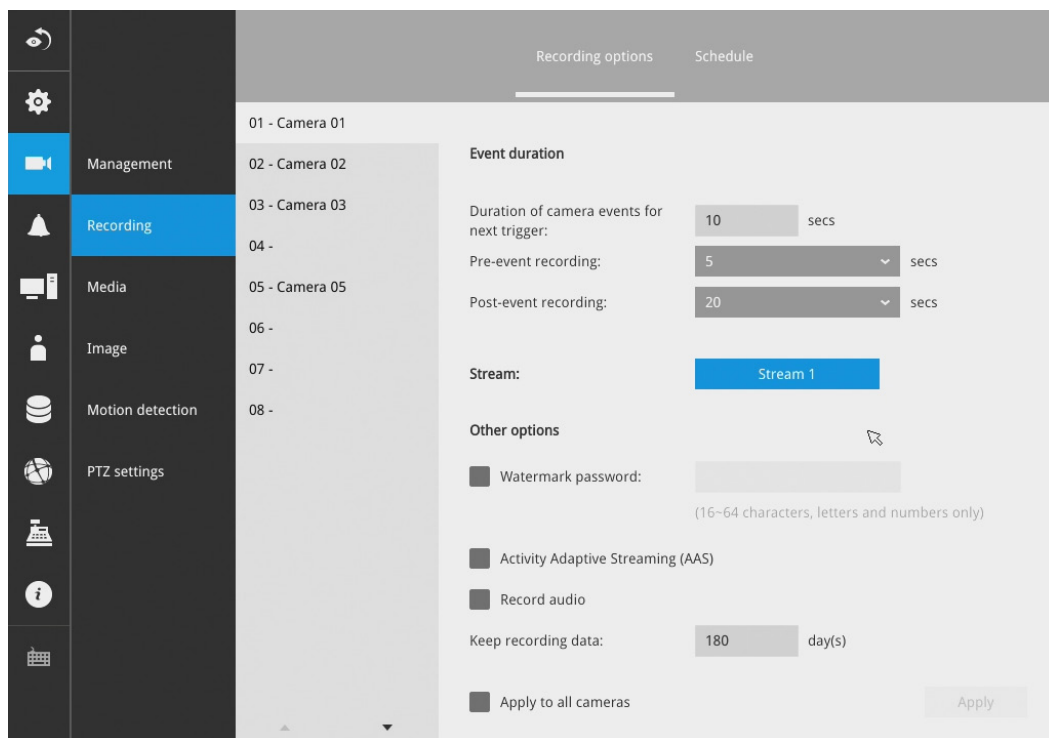 Recording options
Schedule
Management
Recording
Media
Image
Motion detection
PTZ settings
01 - Camera 01
02 - Camera 02
03 - Camera 03
04 -
05 - Camera 05
06 -
07 -
08 -
Event duration
Duration of camera events for
next trigger:
10 secs
Pre-event recording: 5 secs
Post-event recording: 20 secs
Stream: Stream 1
Other options
Watermark password:
(16~64 characters, letters and numbers only)
Activity Adaptive Streaming (AAS)
Record audio
Keep recording data: 180 day(s)
Apply to all cameras
Apply